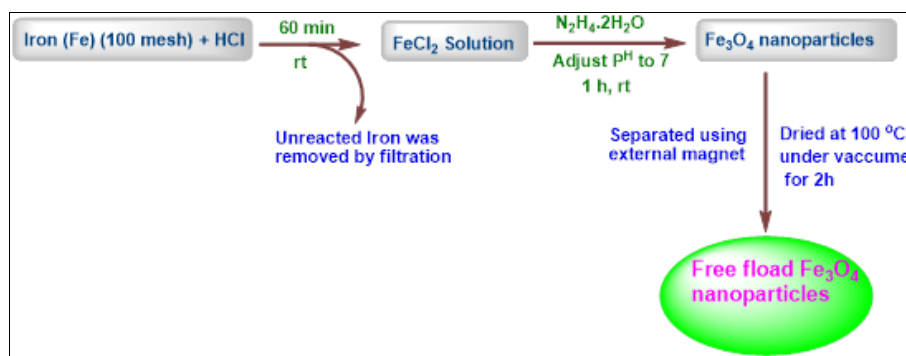 Iron (Fe) (100 mesh) + HCl
60 min
rt
FeCl₂ Solution
N₂H₄.2H₂O
Adjust Pᴴ to 7
1 h, rt
Fe₃O₄ nanoparticles
Unreacted Iron was
removed by filtration
Separated using
external magnet
Dried at 100 ⁰C
under vaccume
for 2h
Free fload Fe₃O₄
nanoparticles